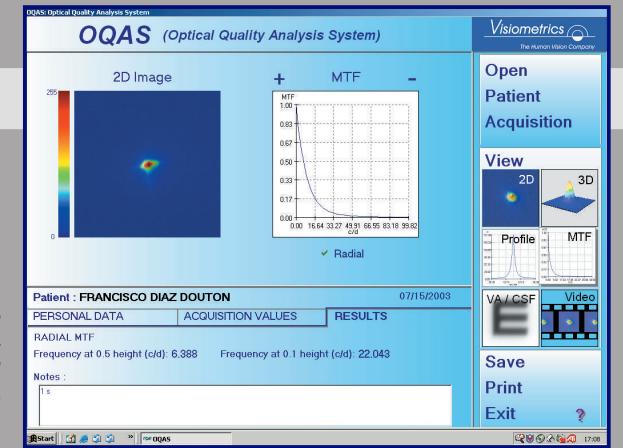 OQAS: Optical Quality Analysis System
OQAS (Optical Quality Analysis System)
Visiometrics
The Human Vision Company
2D Image
+ MTF -
255
0
MTF
1.00
0.83
0.67
0.50
0.33
0.17
0.00
0.00 16.64 33.27 49.91 66.55 83.18 99.82
c/d
✓ Radial
Open
Patient
Acquisition
View
2D
3D
Profile
MTF
VA / CSF
Video
Save
Print
Exit ?
Patient : FRANCISCO DIAZ DOUTON 07/15/2003
PERSONAL DATA ACQUISITION VALUES RESULTS
RADIAL MTF
Frequency at 0.5 height (c/d): 6.388 Frequency at 0.1 height (c/d): 22.043
Notes :
1 s
Start » OQAS 17:08